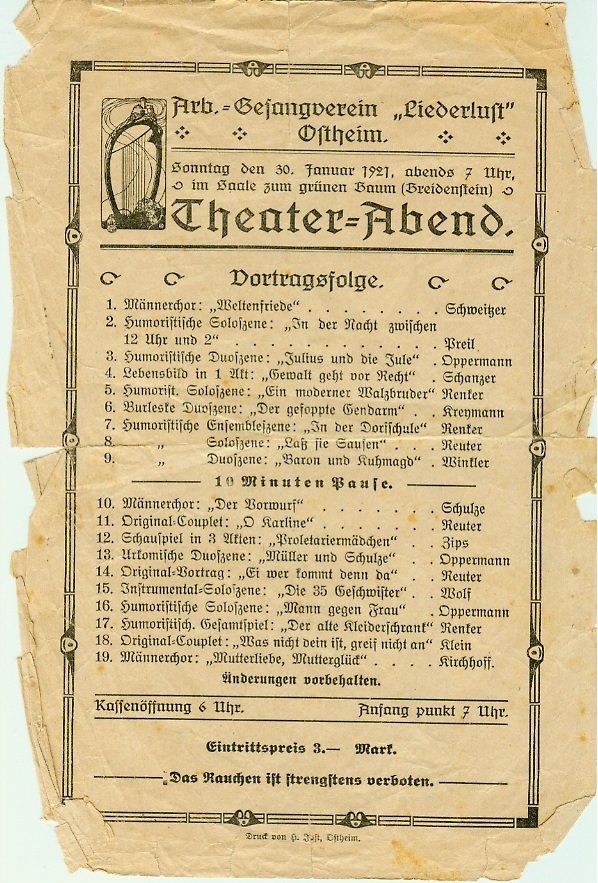 Arb.-Gesangverein „Liederlust“
Ostheim.
Sonntag den 30. Januar 1921, abends 7 Uhr,
im Saale zum grünen Baum (Breidenstein)
Theater-Abend.
Vortragsfolge.
1. Männerchor: „Weltenfriede“ . . . . . . . . Schweitzer
2. Humoristische Soloszene: „In der Nacht zwischen
12 Uhr und 2“ . . . . . . . . . . . Preil
3. Humoristische Duoszene: „Julius und die Jule“ . Oppermann
4. Lebensbild in 1 Akt: „Gewalt geht vor Recht“ . Schanzer
5. Humorist. Soloszene: „Ein moderner Walzbruder“ Renker
6. Burleske Duoszene: „Der gefoppte Gendarm“ . . Kreymann
7. Humoristische Ensembleszene: „In der Dorfschule“ Renker
8. „ Soloszene: „Laß sie Sausen“ . . . Reuter
9. „ Duoszene: „Baron und Kuhmagd“ . Winkler
10 Minuten Pause.
10. Männerchor: „Der Vorwurf“ . . . . . . . Schulze
11. Original-Couplet: „O Karline“ . . . . . . . Reuter
12. Schauspiel in 3 Akten: „Proletariermädchen“ . . Zips
13. Urkomische Duoszene: „Müller und Schulze“ . . Oppermann
14. Original-Vortrag: „Ei wer kommt denn da“ . . Reuter
15. Instrumental-Soloszene: „Die 35 Geschwister“ . Wolf
16. Humoristische Soloszene: „Mann gegen Frau“ . Oppermann
17. Humoristisch. Gesamtspiel: „Der alte Kleiderschrank“ Renker
18. Original-Couplet: „Was nicht dein ist, greif nicht an“ Klein
19. Männerchor: „Mutterliebe, Mutterglück“ . . . . Kirchhoff.
Änderungen vorbehalten.
Kassenöffnung 6 Uhr. Anfang punkt 7 Uhr.
Eintrittspreis 3.— Mark.
Das Rauchen ist strengstens verboten.
Druck von H. Jost, Ostheim.